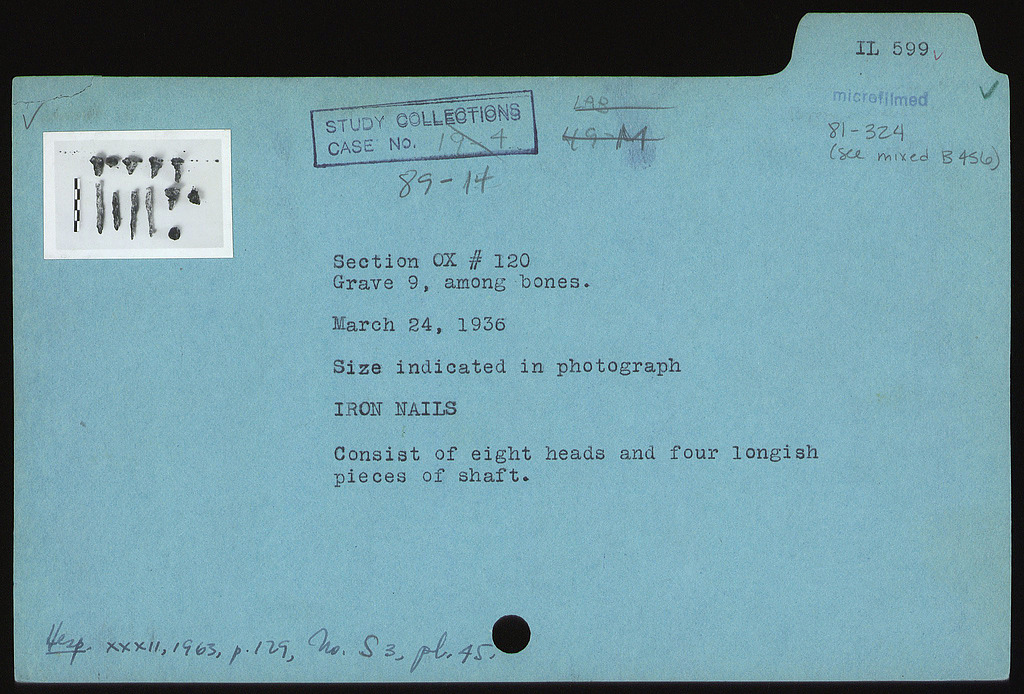 IL 599
microfilmed
81-324
(see mixed B 456)
STUDY COLLECTIONS
CASE No. 19-4
LAB
49-M
89-14
Section OX # 120
Grave 9, among bones.
March 24, 1936
Size indicated in photograph
IRON NAILS
Consist of eight heads and four longish
pieces of shaft.
Hesp. XXXII, 1963, p. 129, No. S 3, pl. 45.